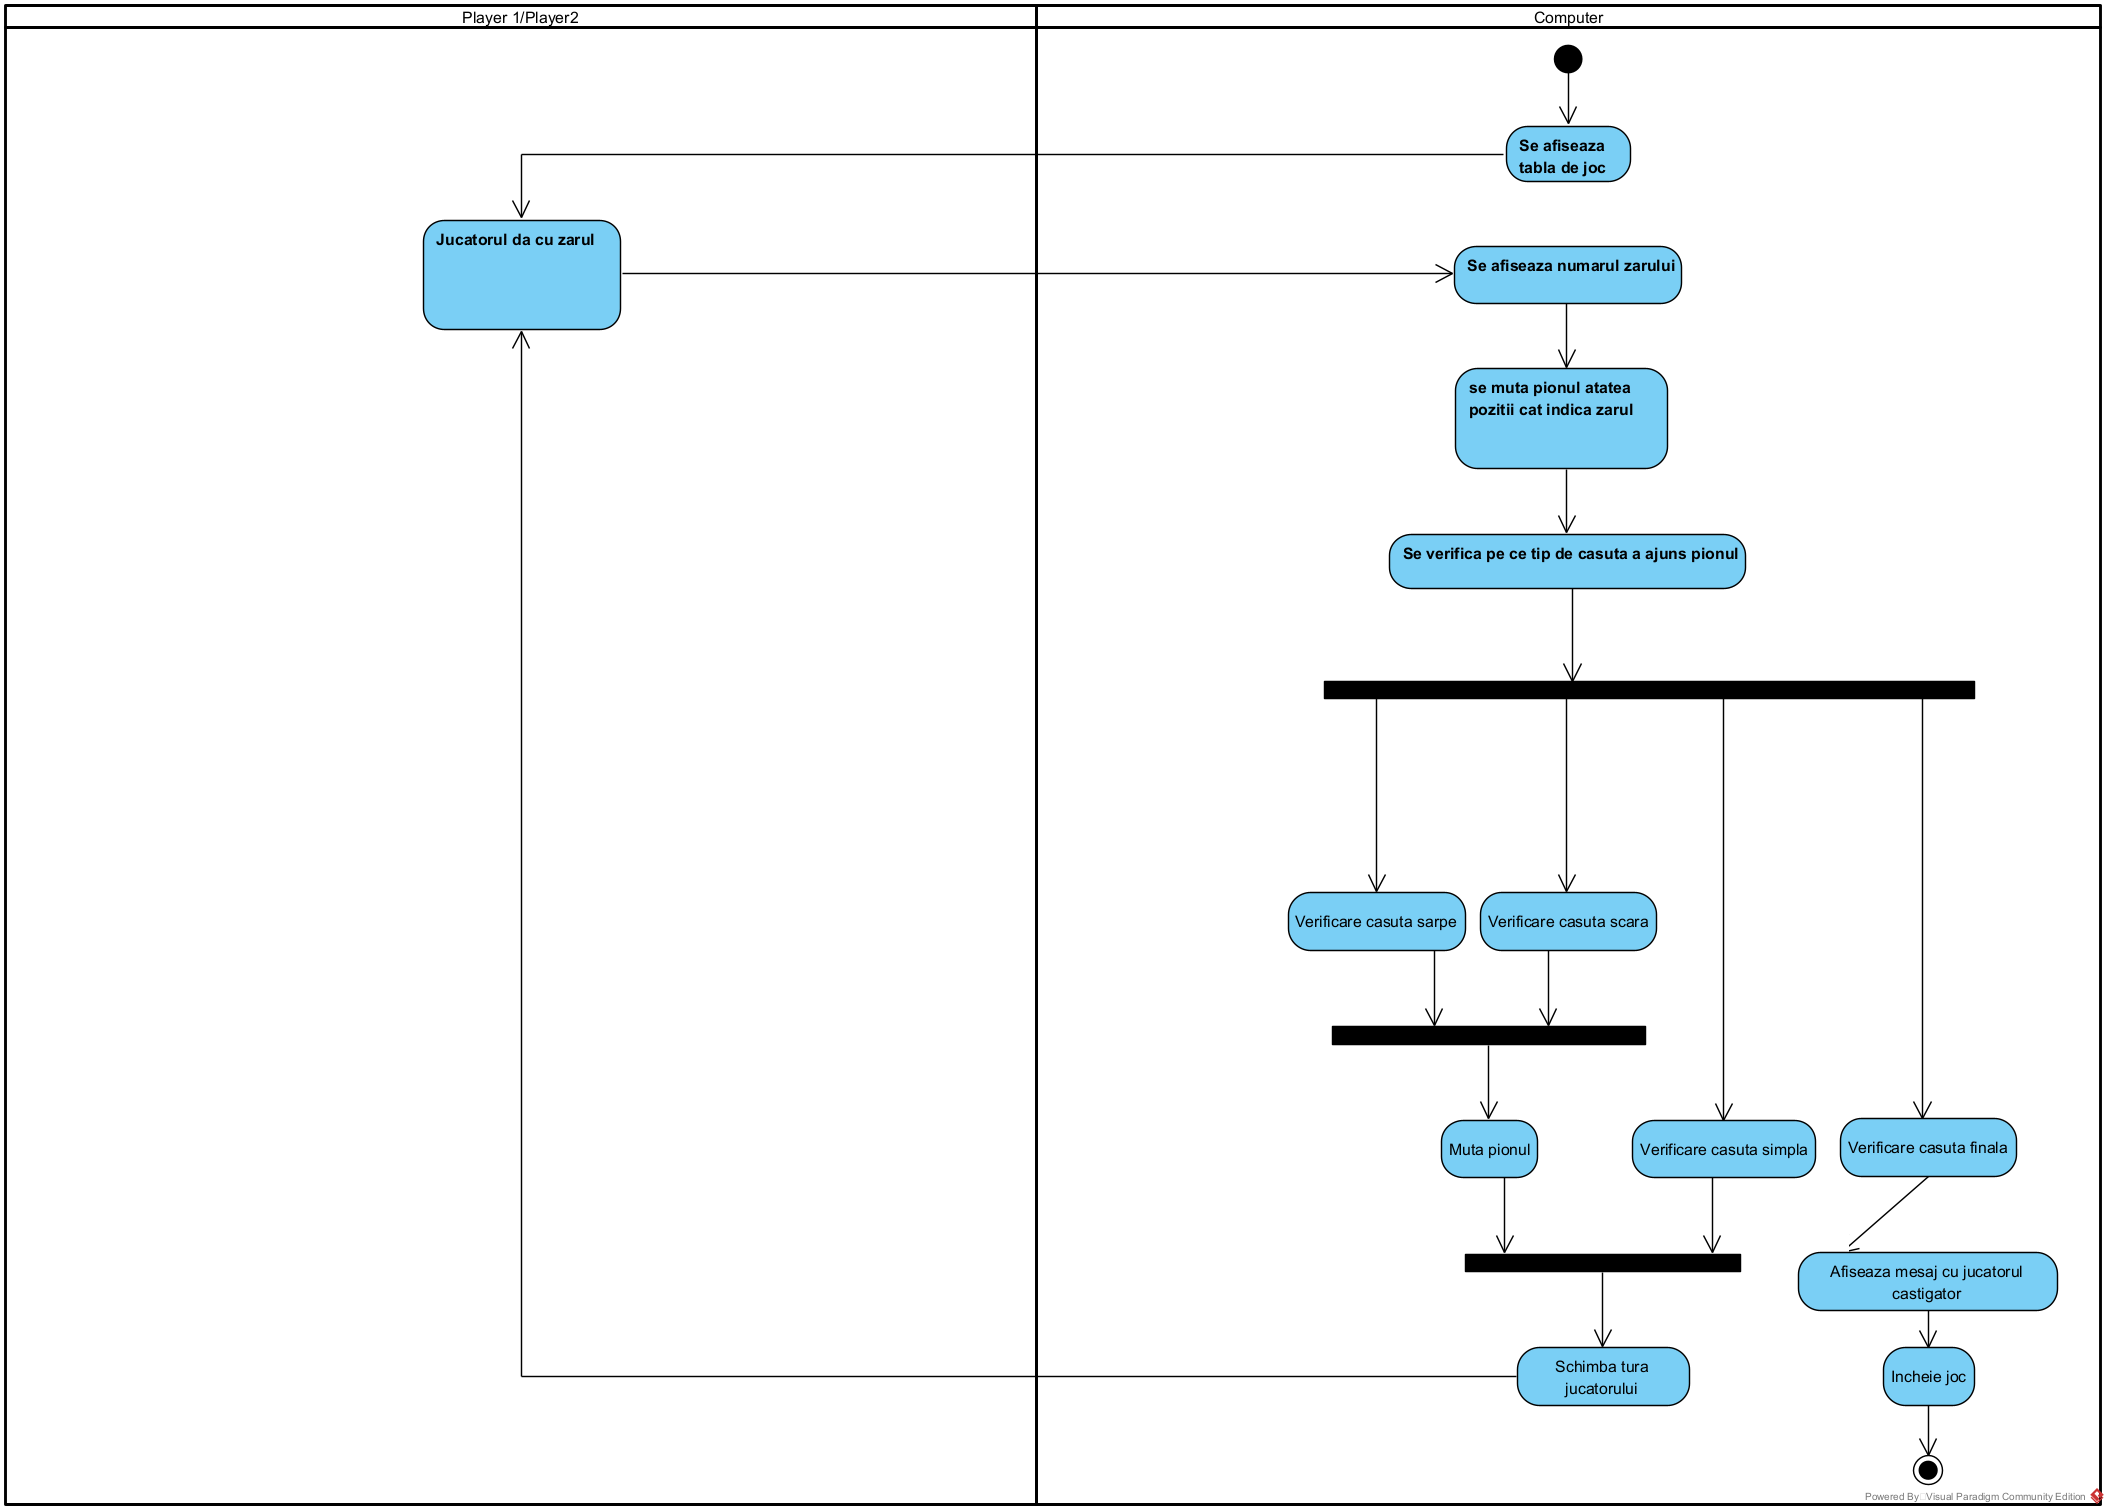 Player 1/Player2
Computer
Se afiseaza
tabla de joc
Jucatorul da cu zarul
Se afiseaza numarul zarului
se muta pionul atatea
pozitii cat indica zarul
Se verifica pe ce tip de casuta a ajuns pionul
Verificare casuta sarpe
Verificare casuta scara
Muta pionul
Verificare casuta simpla
Verificare casuta finala
Afiseaza mesaj cu jucatorul
castigator
Schimba tura
jucatorului
Incheie joc
Powered By Visual Paradigm Community Edition